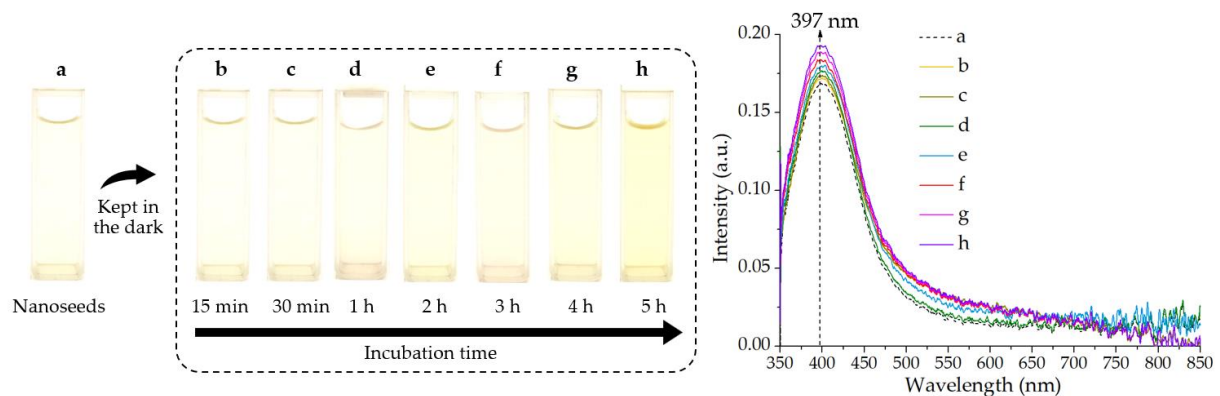 a
b c d e f g h
Kept in
the dark
Nanoseeds
15 min 30 min 1 h 2 h 3 h 4 h 5 h
Incubation time
397 nm
0.20
0.15
0.10
0.05
0.00
Intensity (a.u.)
a
b
c
d
e
f
g
h
350 400 450 500 550 600 650 700 750 800 850
Wavelength (nm)